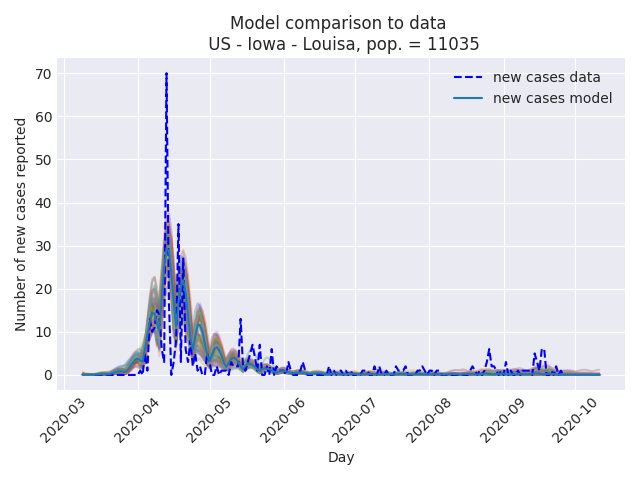 Model comparison to data
US - Iowa - Louisa, pop. = 11035
new cases data
new cases model
Number of new cases reported
70
60
50
40
30
20
10
0
2020-03
2020-04
2020-05
2020-06
2020-07
2020-08
2020-09
2020-10
Day